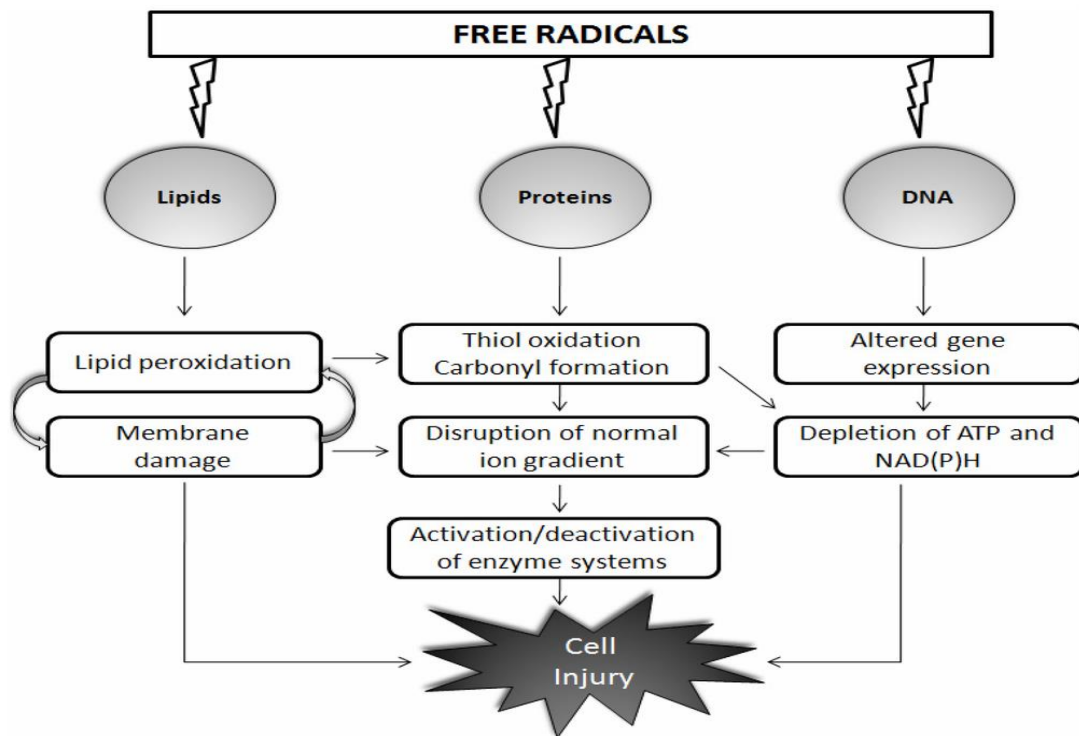 FREE RADICALS
Lipids
Proteins
DNA
Lipid peroxidation
Thiol oxidation
Carbonyl formation
Altered gene
expression
Membrane
damage
Disruption of normal
ion gradient
Depletion of ATP and
NAD(P)H
Activation/deactivation
of enzyme systems
Cell
Injury